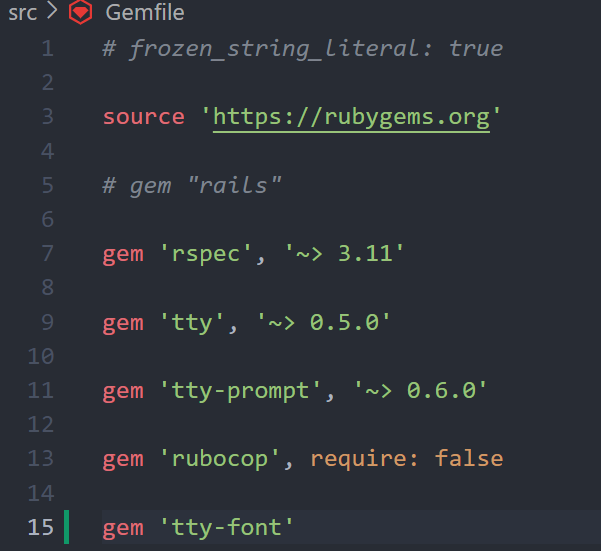 src > Gemfile
1 # frozen_string_literal: true
2
3 source 'https://rubygems.org'
4
5 # gem "rails"
6
7 gem 'rspec', '~> 3.11'
8
9 gem 'tty', '~> 0.5.0'
10
11 gem 'tty-prompt', '~> 0.6.0'
12
13 gem 'rubocop', require: false
14
15 gem 'tty-font'